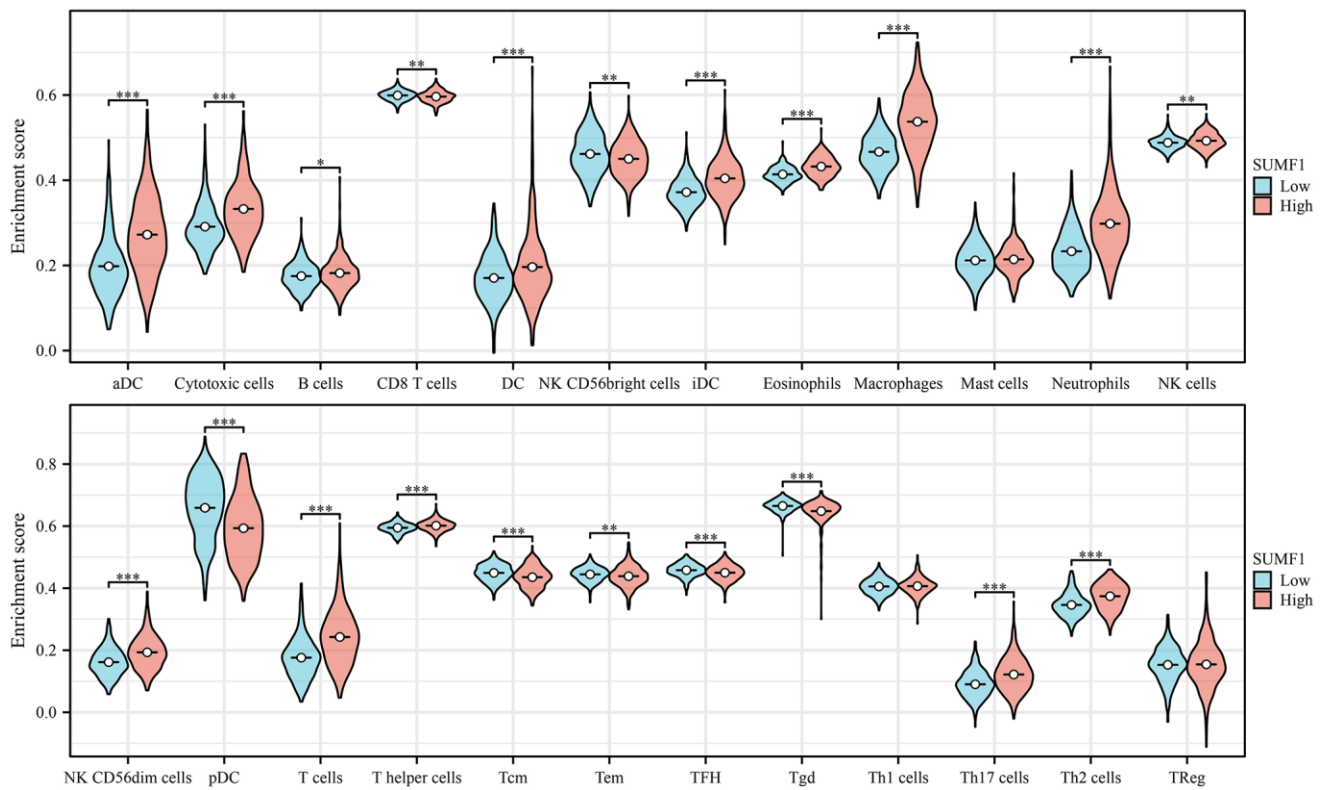 *** *** * ** *** ** *** *** *** *** **
Enrichment score
0.6
0.4
0.2
0.0
SUMF1
Low
High
aDC Cytotoxic cells B cells CD8 T cells DC NK CD56bright cells iDC Eosinophils Macrophages Mast cells Neutrophils NK cells
*** *** *** *** *** ** *** *** *** ***
Enrichment score
0.8
0.6
0.4
0.2
0.0
SUMF1
Low
High
NK CD56dim cells pDC T cells T helper cells Tcm Tem TFH Tgd Th1 cells Th17 cells Th2 cells TReg